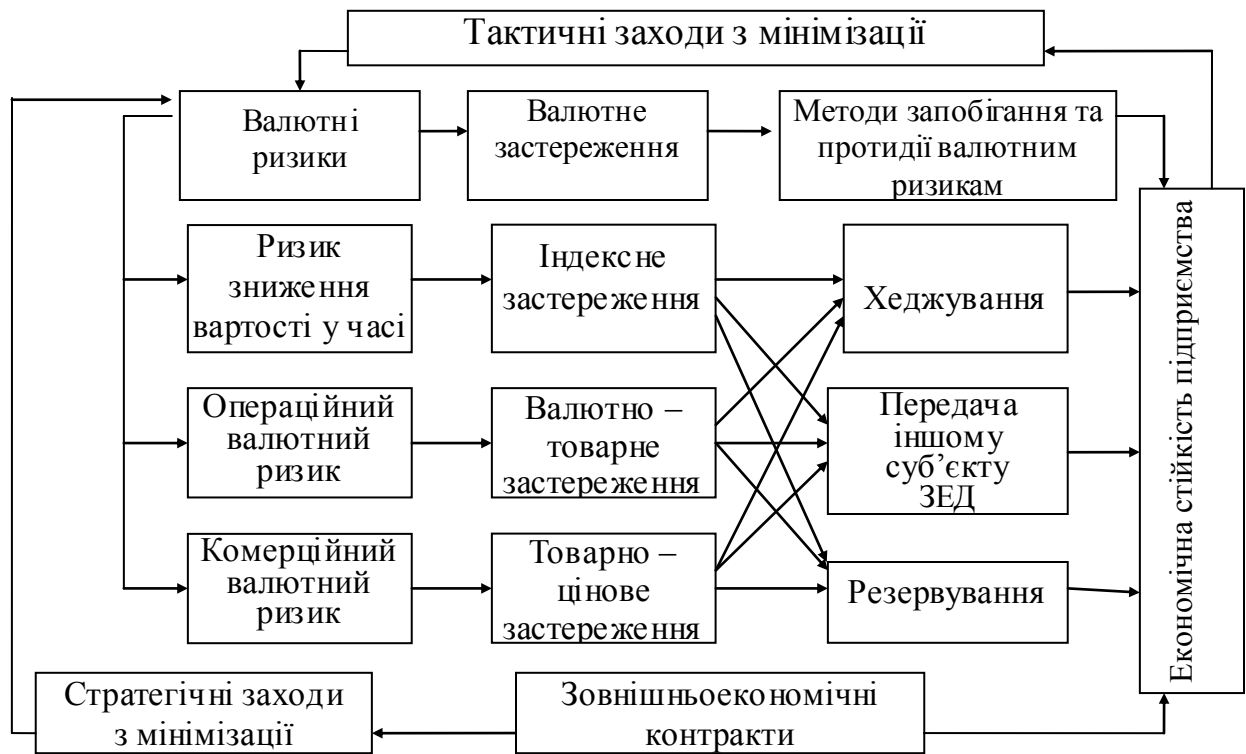 Тактичні заходи з мінімізації
Валютні
ризики
Валютне
застереження
Методи запобігання та
протидії валютним
ризикам
Ризик
зниження
вартості у часі
Індексне
застереження
Хеджування
Операційний
валютний
ризик
Валютно –
товарне
застереження
Передача
іншому
суб’єкту
ЗЕД
Комерційний
валютний
ризик
Товарно –
цінове
застереження
Резервування
Економічна стійкість підприємства
Стратегічні заходи
з мінімізації
Зовнішньоекономічні
контракти